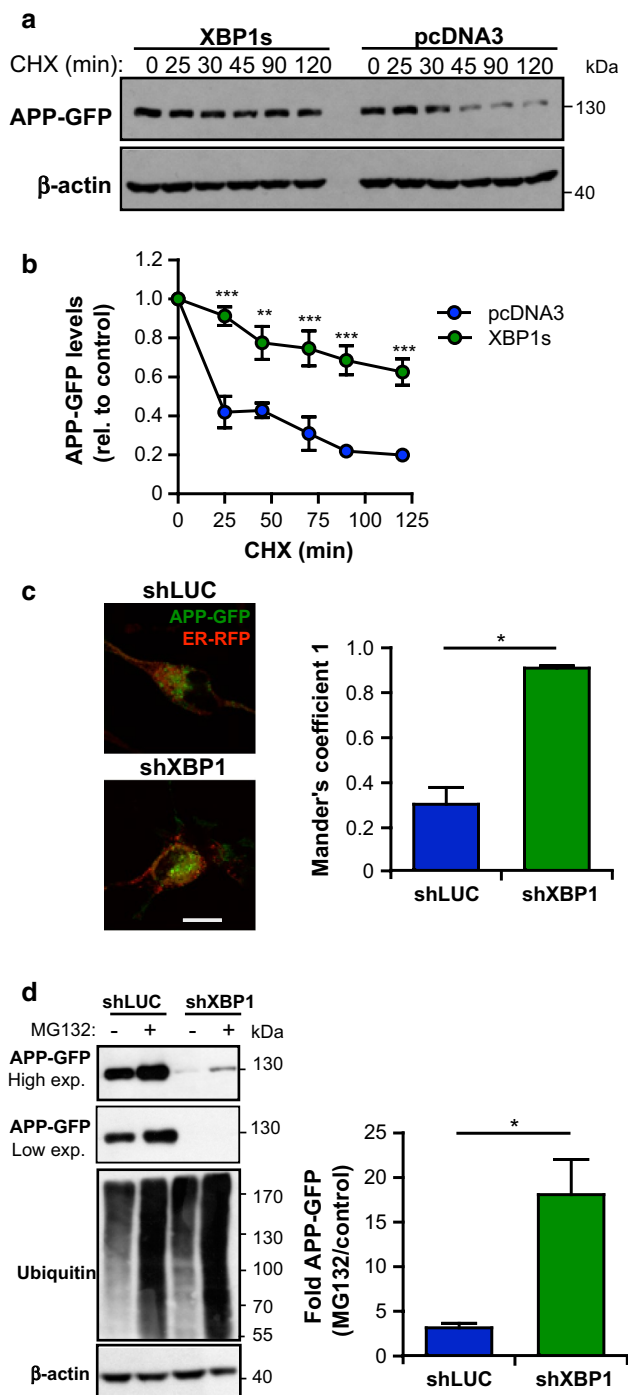 a
XBP1s pcDNA3
CHX (min): 0 25 30 45 90 120 0 25 30 45 90 120 kDa
APP-GFP 130
β-actin 40
b
APP-GFP levels
(rel. to control)
1.2
1.0
0.8
0.6
0.4
0.2
0
*** ** *** *** ***
pcDNA3
XBP1s
0 25 50 75 100 125
CHX (min)
c
shLUC
APP-GFP
ER-RFP
shXBP1
Mander's coefficient 1
1.0
0.8
0.6
0.4
0.2
0
*
shLUC shXBP1
d
shLUC shXBP1
MG132: - + - + kDa
APP-GFP
High exp.
130
APP-GFP
Low exp.
130
Ubiquitin
170
130
100
70
55
β-actin 40
Fold APP-GFP
(MG132/control)
25
20
15
10
5
0
*
shLUC shXBP1